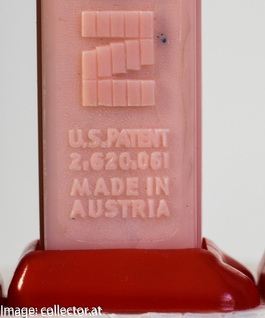 Z
U.S.PATENT
2,620,061
MADE IN
AUSTRIA
Image: collector.at